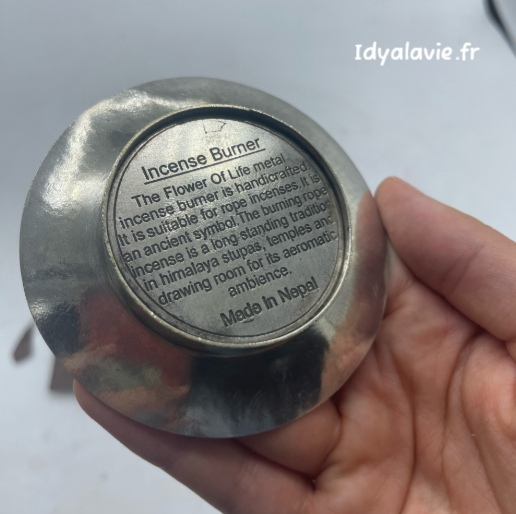 Idyalavie.fr
Incense Burner
The Flower Of Life metal
incense burner is handicrafted.
It is suitable for rope incenses,It is
an ancient symbol.The burning rope
incense is a long standing tradition
in himalaya stupas, temples and
drawing room for its aeromatic
ambience.
Made In Nepal